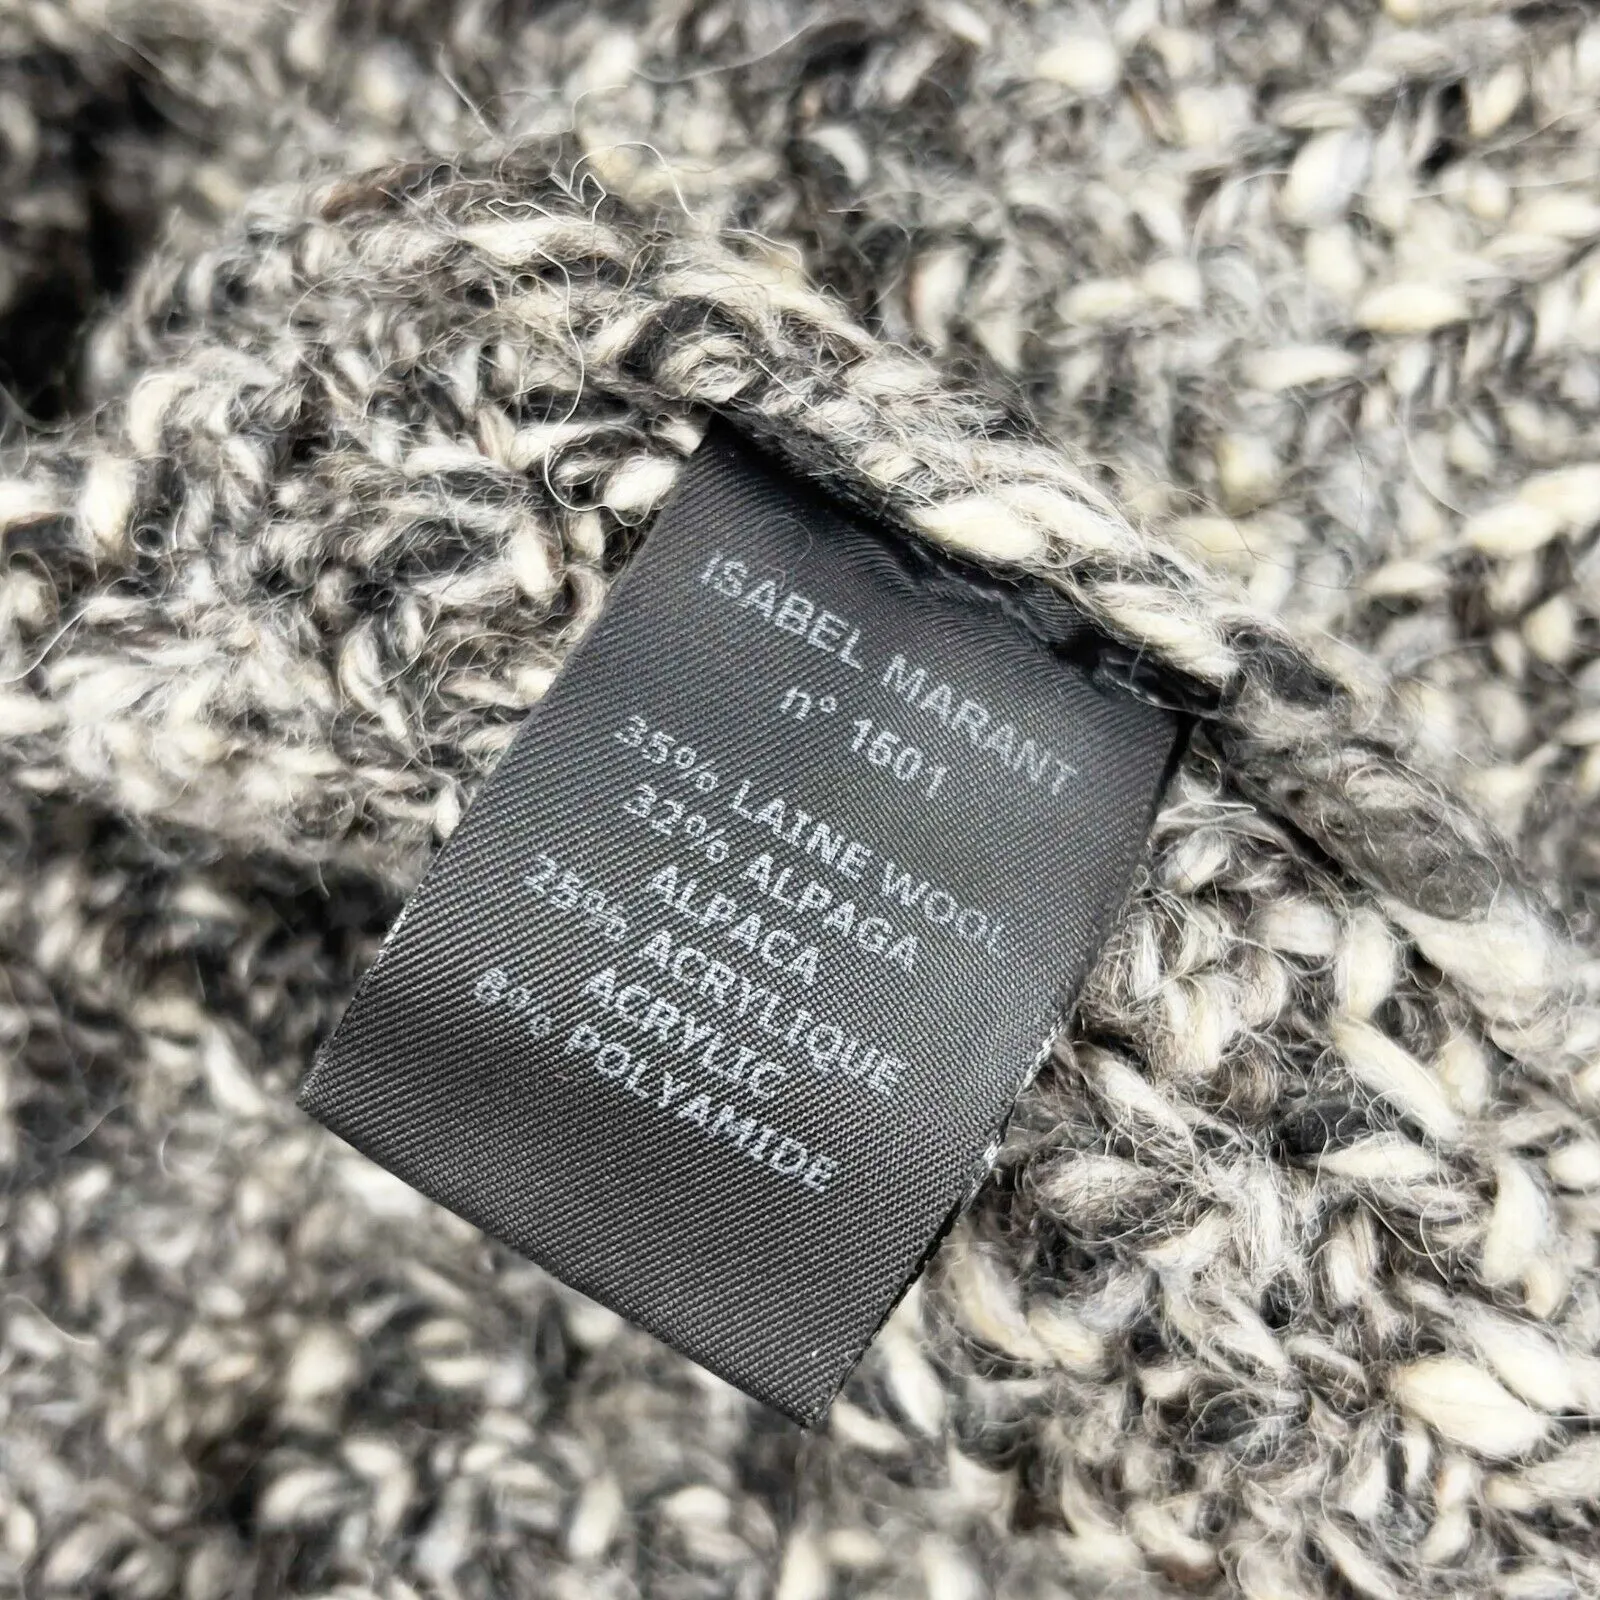 ISABEL MARANT
n° 1601
35% LAINE WOOL
32% ALPAGA
ALPACA
25% ACRYLIQUE
ACRYLIC
8% POLYAMIDE